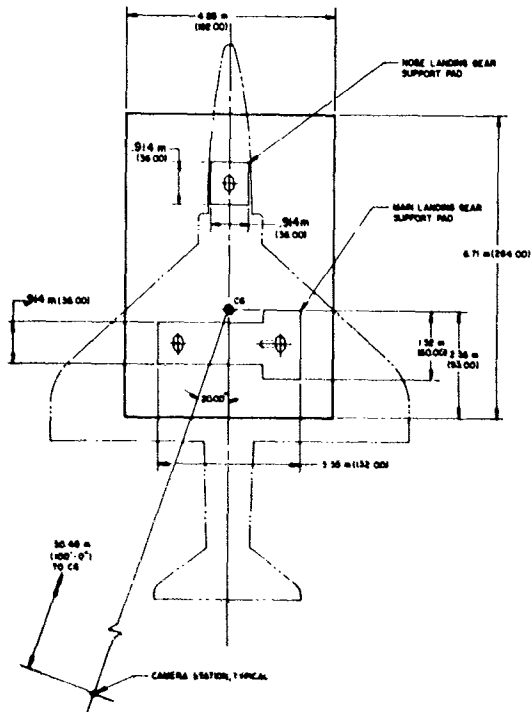 4.88 m
(192.00)
NOSE LANDING GEAR
SUPPORT PAD
.914 m
(36.00)
.914 m
(36.00)
MAIN LANDING GEAR
SUPPORT PAD
6.71 m (264.00)
CG
.914 m (36.00)
1.52 m
(60.00)
2.36 m
(93.00)
20.00°
3.35 m (132.00)
30.48 m
(100'-0")
TO CG
CAMERA STATION, TYPICAL